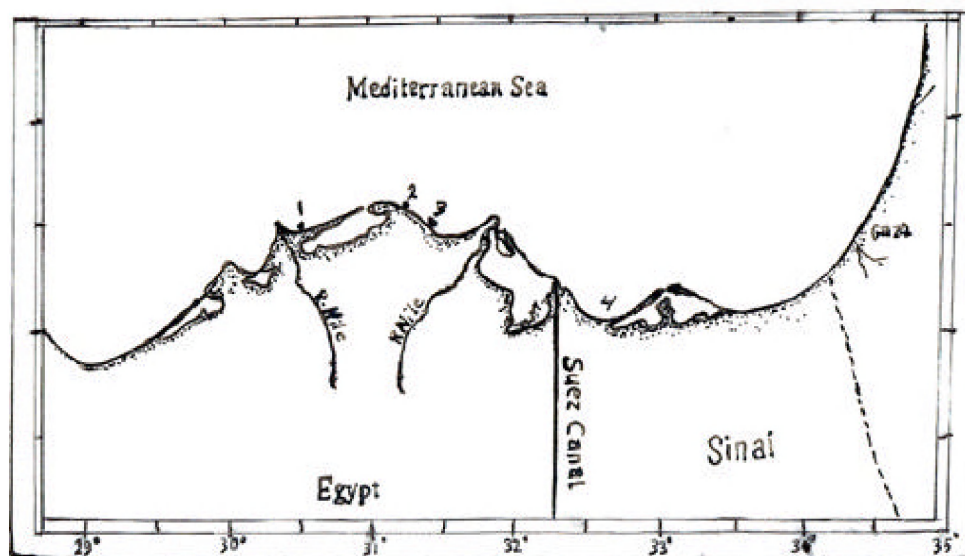 Mediterranean Sea
1
2
3
Gaza
4
R.Nile
R.Nile
Suez Canal
Sinai
Egypt
29° 30° 31° 32° 33° 34° 35°